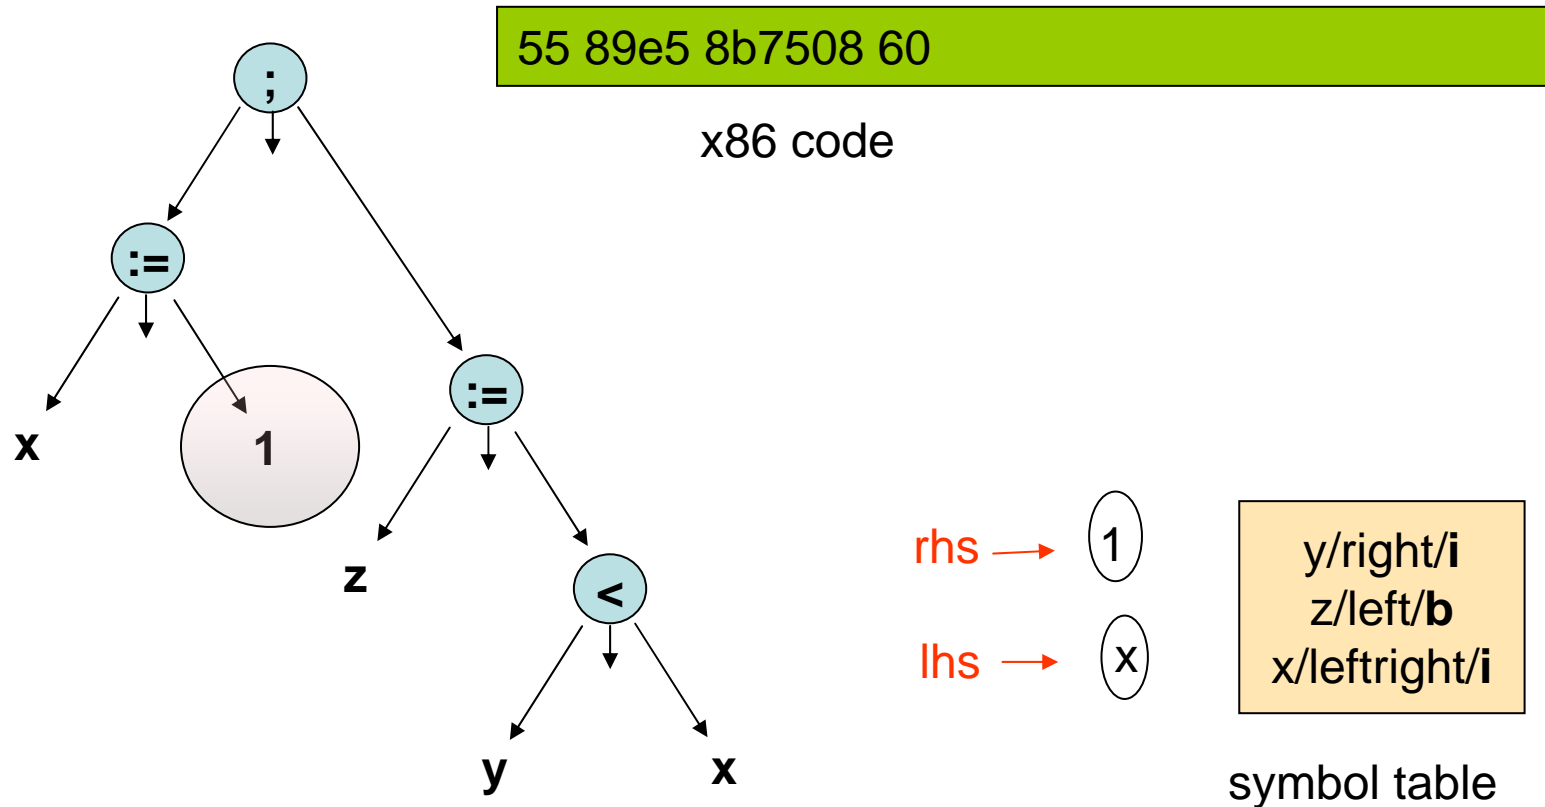 55 89e5 8b7508 60
;
x86 code
:=
:=
x
1
z
<
y
x
rhs
1
lhs
x
y/right/i
z/left/b
x/leftright/i
symbol table